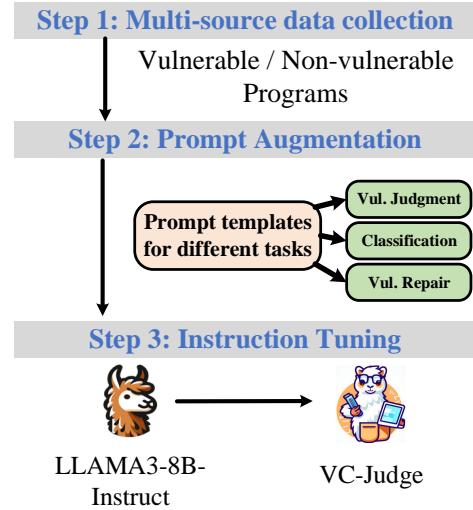 Step 1: Multi-source data collection
Vulnerable / Non-vulnerable
Programs
Step 2: Prompt Augmentation
Prompt templates
for different tasks
Vul. Judgment
Classification
Vul. Repair
Step 3: Instruction Tuning
LLAMA3-8B-
Instruct
VC-Judge